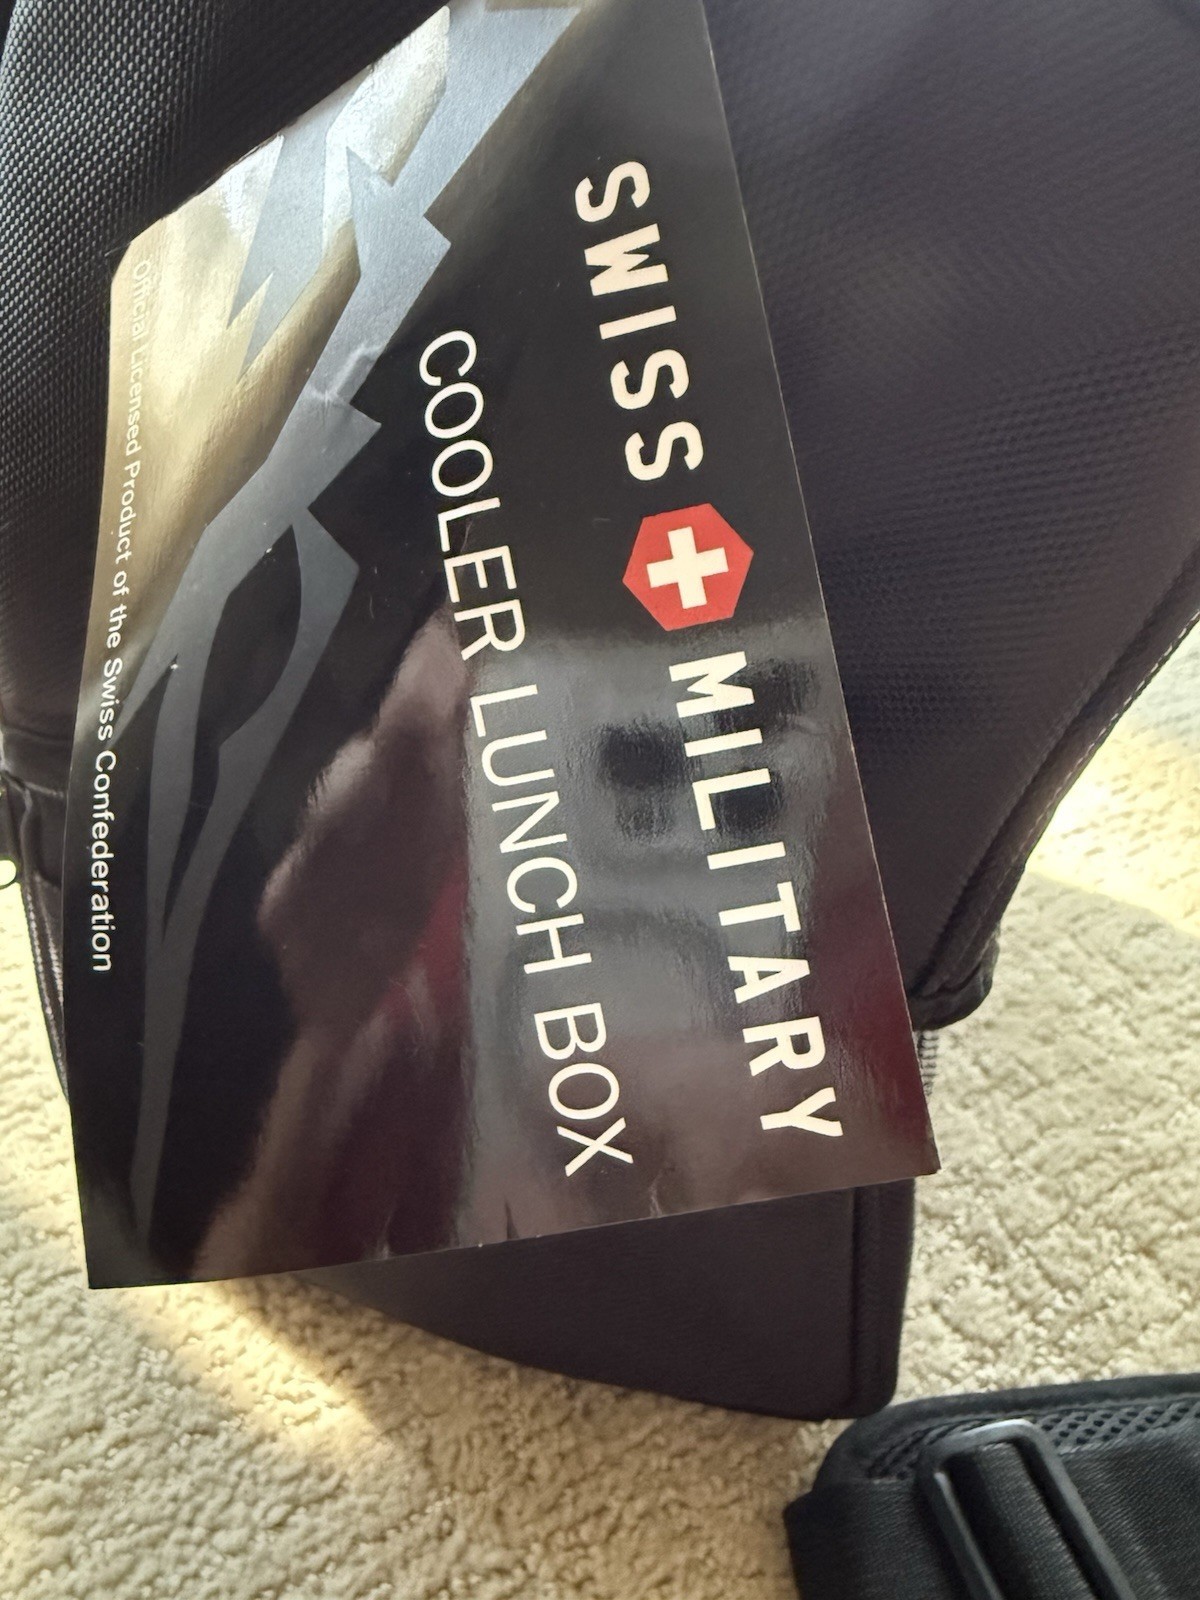 SWISS MILITARY
COOLER LUNCH BOX
Official Licensed Product of the Swiss Confederation